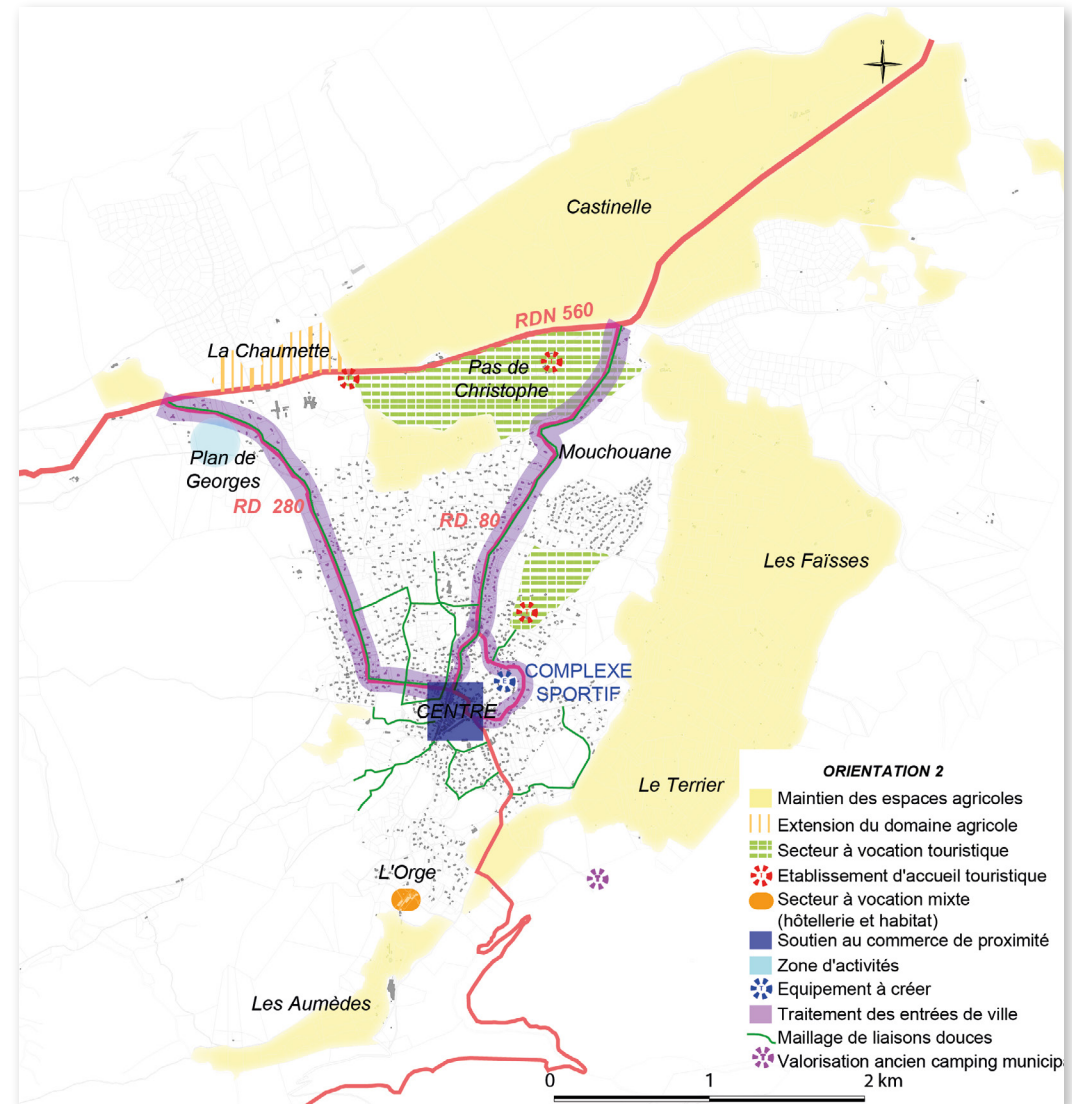 N
Castinelle
RDN 560
La Chaumette
Pas de
Christophe
Mouchouane
Plan de
Georges
RD 280
RD 80
Les Faïsses
COMPLEXE
SPORTIF
CENTRE
Le Terrier
L'Orge
Les Aumèdes
ORIENTATION 2
Maintien des espaces agricoles
Extension du domaine agricole
Secteur à vocation touristique
T Etablissement d'accueil touristique
Secteur à vocation mixte
(hôtellerie et habitat)
Soutien au commerce de proximité
Zone d'activités
T Equipement à créer
Traitement des entrées de ville
Maillage de liaisons douces
T Valorisation ancien camping municipa
0 1 2 km